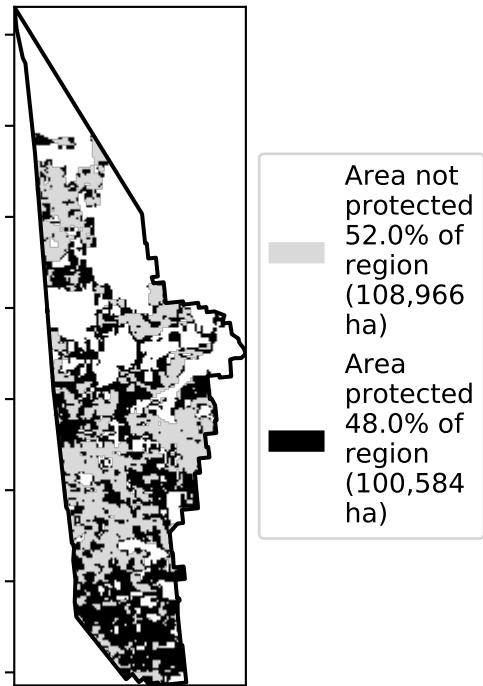 Area not
protected
52.0% of
region
(108,966
ha)
Area
protected
48.0% of
region
(100,584
ha)